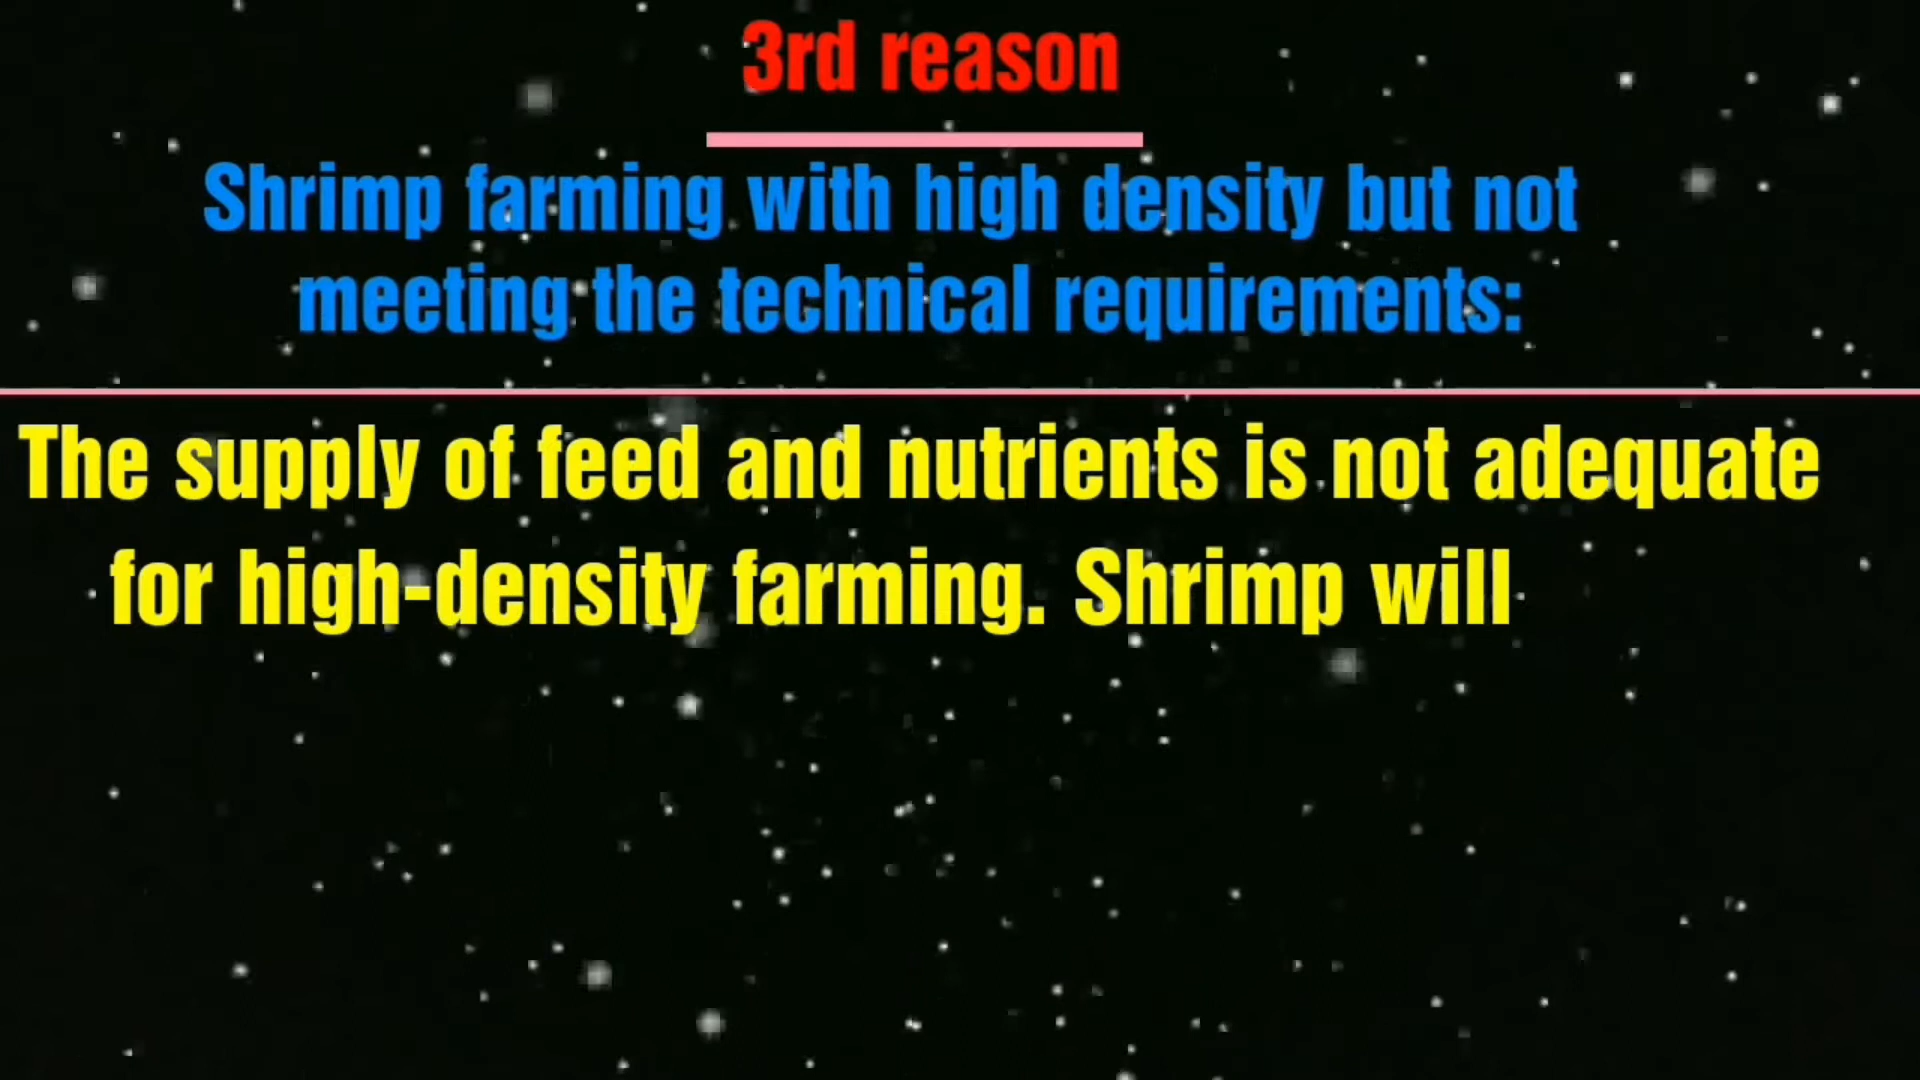 3rd reason
Shrimp farming with high density but not
meeting the technical requirements:
The supply of feed and nutrients is not adequate
for high-density farming. Shrimp will